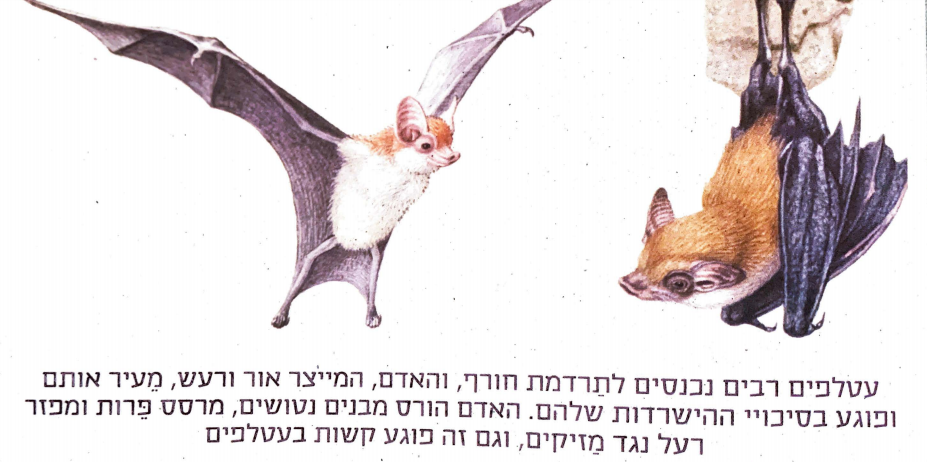 עטלפים רבים נכנסים לתַרדמת חורף, והאדם, המייצר אור ורעש, מֵעיר אותם
ופוגע בסיכויי ההישרדות שלהם. האדם הורס מבנים נטושים, מרסס פֵּרות ומפזר
רעל נגד מַזיקים, וגם זה פוגע קשות בעטלפים